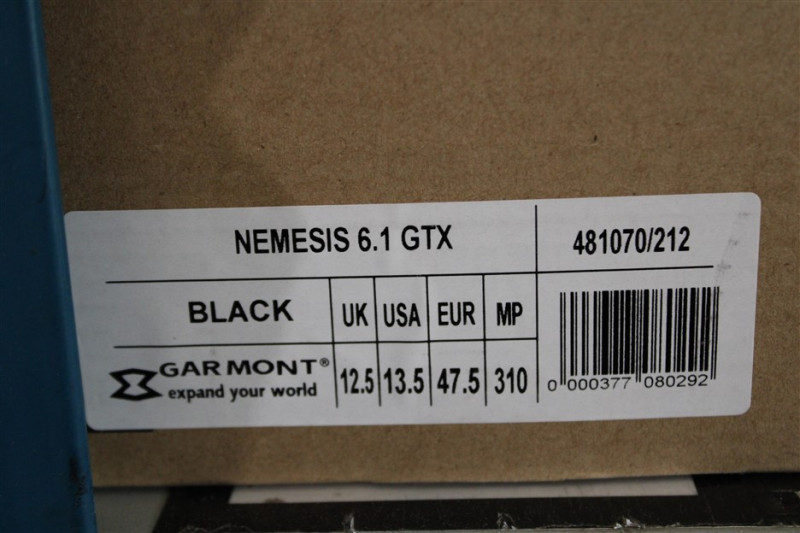 NEMESIS 6.1 GTX
481070/212
BLACK
UK USA EUR MP
GARMONT®
expand your world
12.5 13.5 47.5 310
0 000377 080292